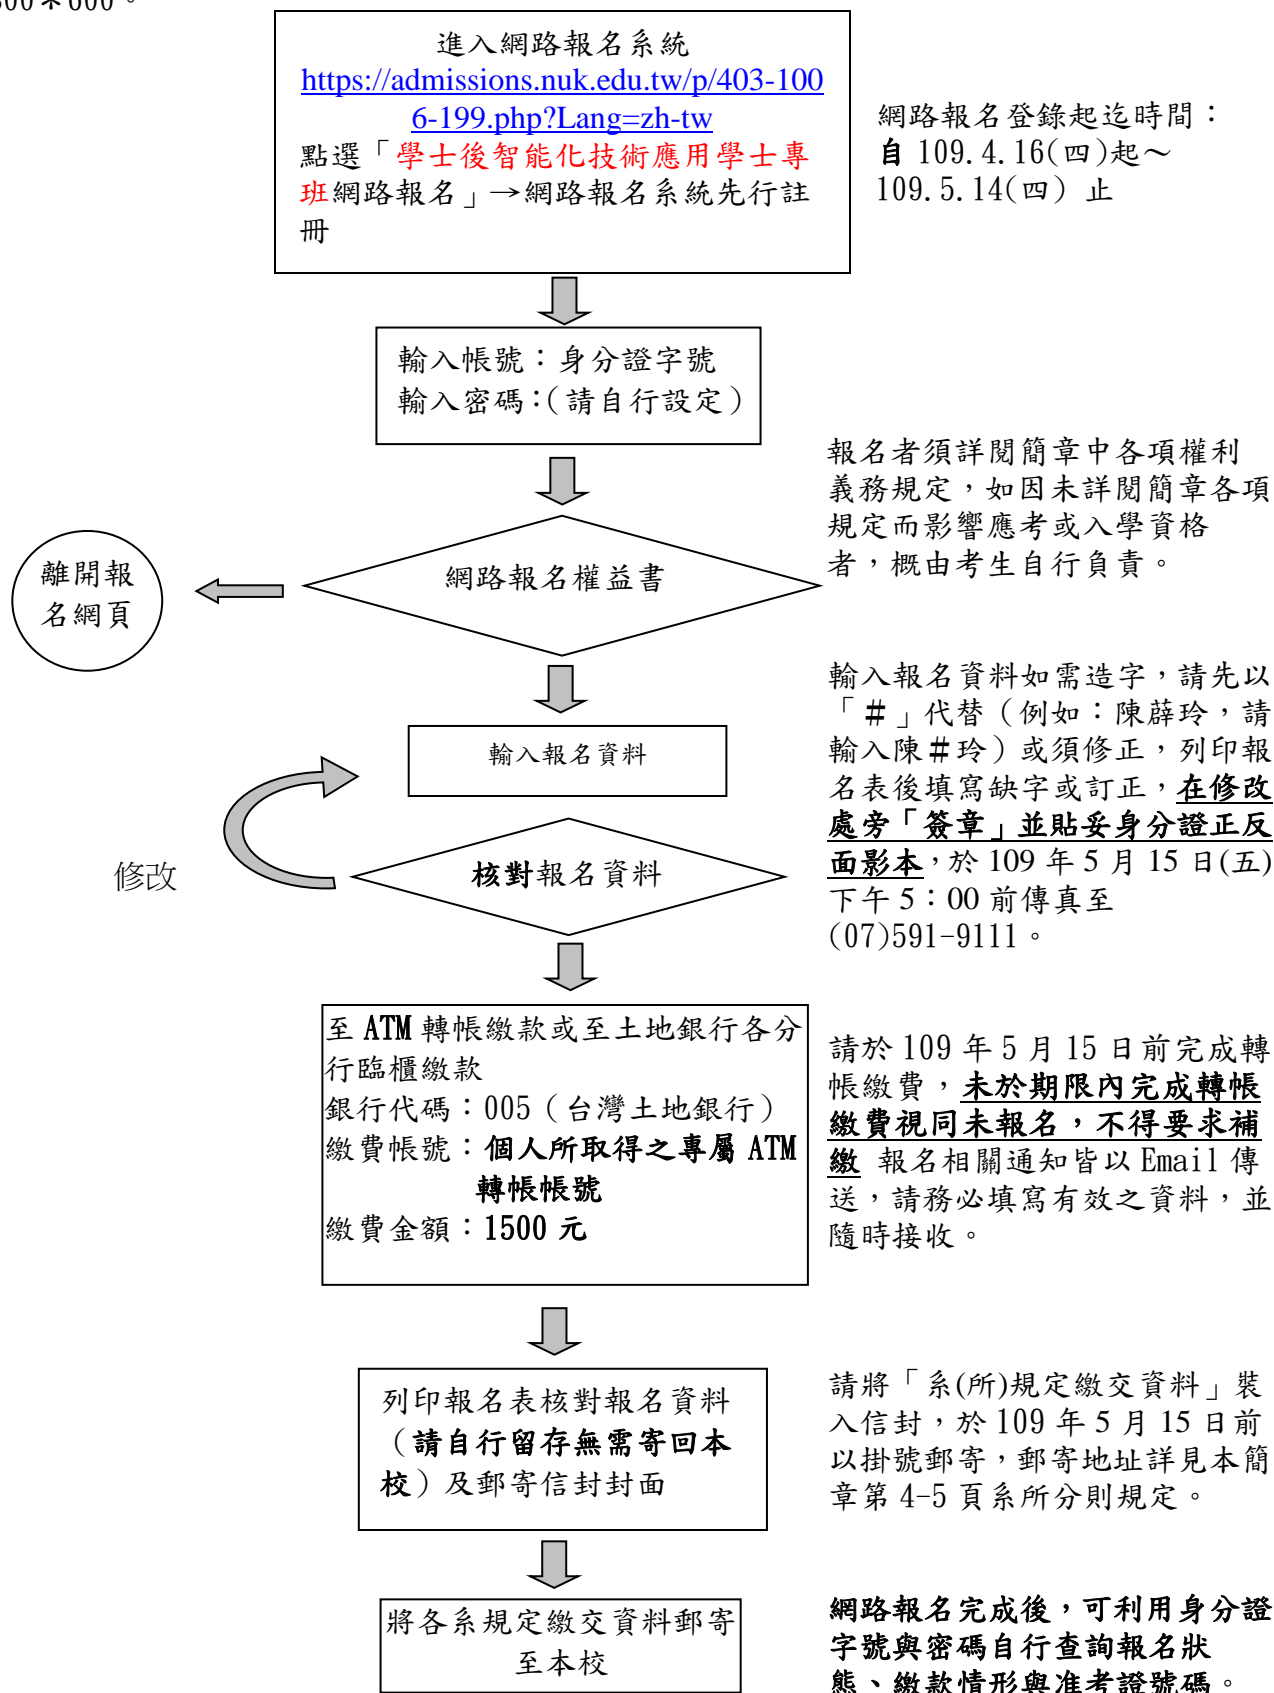 800＊600。
進入網路報名系統
https://admissions.nuk.edu.tw/p/403-100
6-199.php?Lang=zh-tw
點選「學士後智能化技術應用學士專
班網路報名」→網路報名系統先行註
冊
網路報名登錄起迄時間：
自 109.4.16(四)起～
109.5.14(四) 止
輸入帳號：身分證字號
輸入密碼：（請自行設定）
報名者須詳閱簡章中各項權利
義務規定，如因未詳閱簡章各項
規定而影響應考或入學資格
者，概由考生自行負責。
網路報名權益書
離開報
名網頁
輸入報名資料如需造字，請先以
「＃」代替（例如：陳薜玲，請
輸入陳＃玲）或須修正，列印報
名表後填寫缺字或訂正，在修改
處旁「簽章」並貼妥身分證正反
面影本，於 109 年 5 月 15 日(五)
下午 5：00 前傳真至
(07)591-9111。
輸入報名資料
修改
核對報名資料
至 ATM 轉帳繳款或至土地銀行各分
行臨櫃繳款
銀行代碼：005（台灣土地銀行）
繳費帳號：個人所取得之專屬 ATM
轉帳帳號
繳費金額：1500 元
請於 109 年 5 月 15 日前完成轉
帳繳費，未於期限內完成轉帳
繳費視同未報名，不得要求補
繳 報名相關通知皆以 Email 傳
送，請務必填寫有效之資料，並
隨時接收。
列印報名表核對報名資料
（請自行留存無需寄回本
校）及郵寄信封封面
請將「系(所)規定繳交資料」裝
入信封，於 109 年 5 月 15 日前
以掛號郵寄，郵寄地址詳見本簡
章第 4-5 頁系所分則規定。
將各系規定繳交資料郵寄
至本校
網路報名完成後，可利用身分證
字號與密碼自行查詢報名狀
態、繳款情形與准考證號碼。